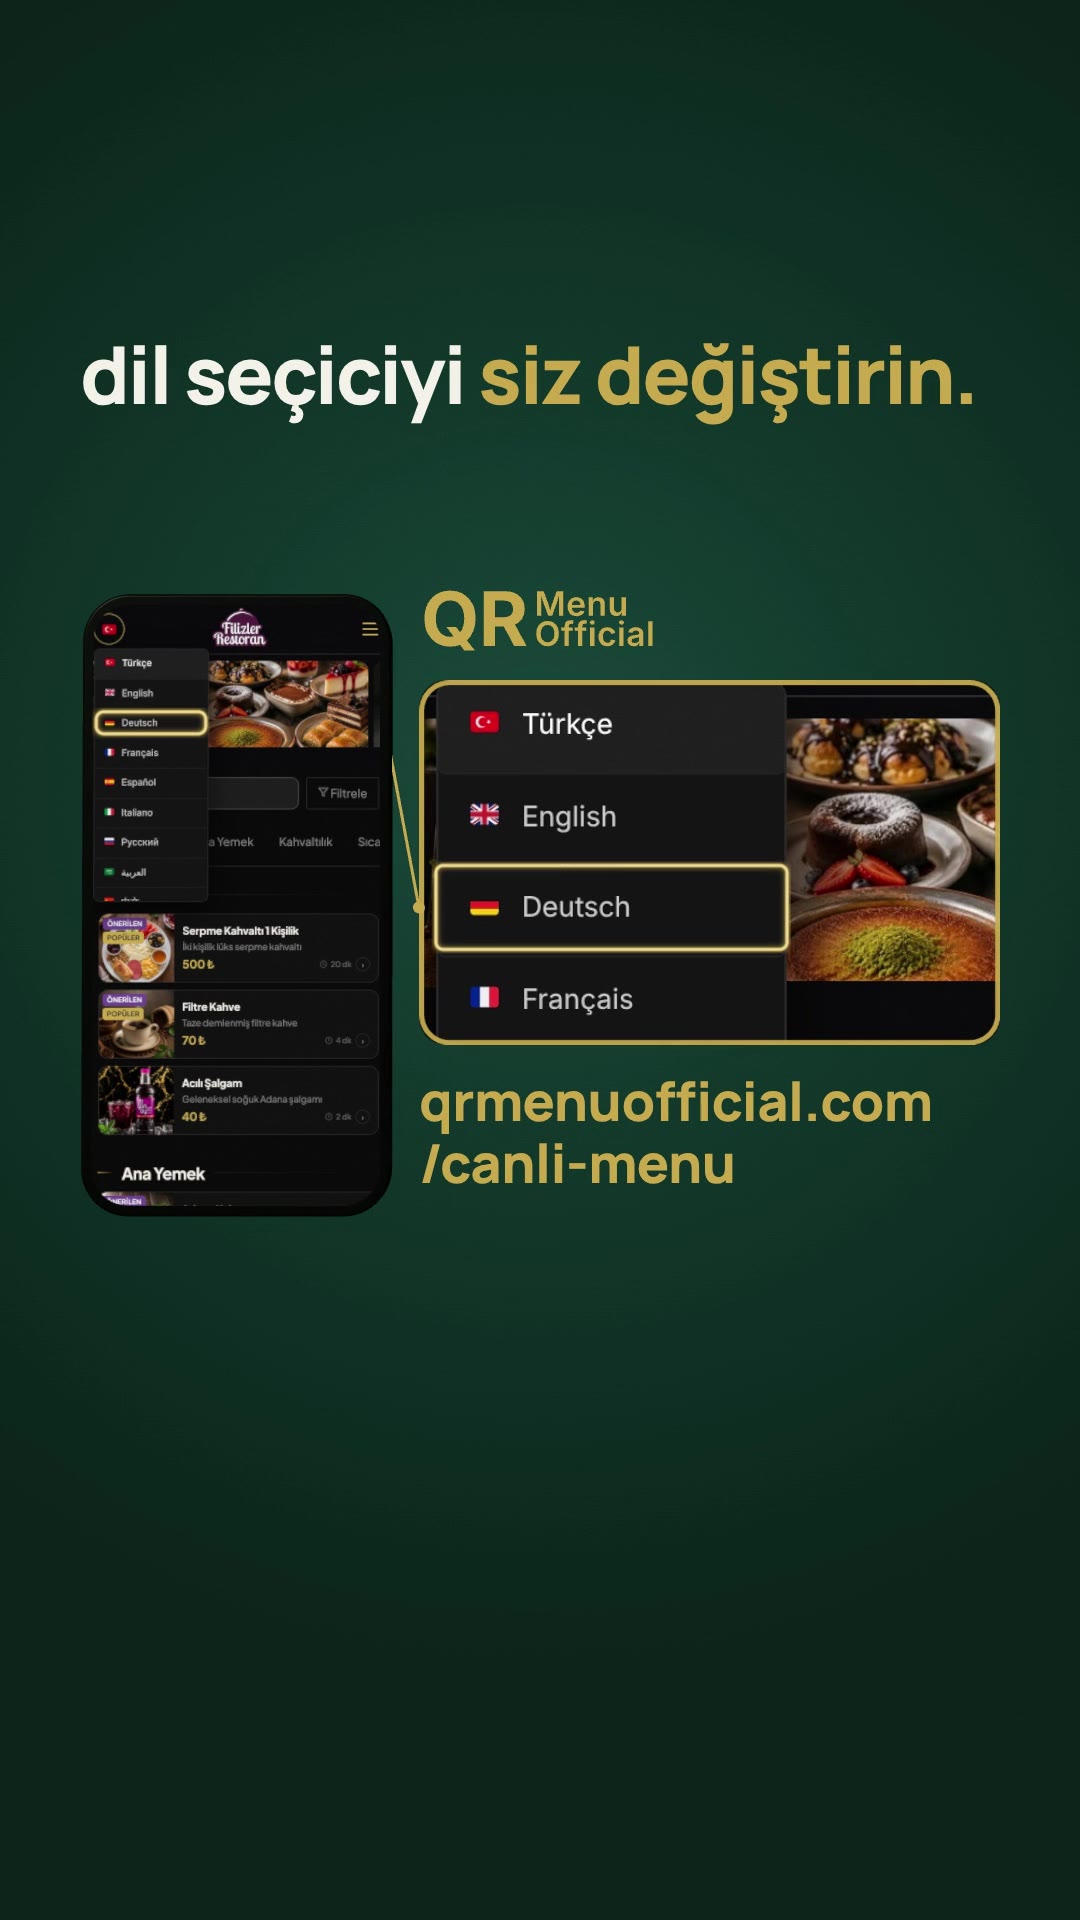 dil seçiciyi siz değiştirin.
Filizler
Restoran
Türkçe
English
Deutsch
Français
Español
Italiano
Русский
العربية
Filtrele
a Yemek
Kahvaltılık
Sıca
ÖNERİLEN
POPÜLER
Serpme Kahvaltı 1 Kişilik
İki kişilik lüks serpme kahvaltı
500 ₺
20 dk
ÖNERİLEN
POPÜLER
Filtre Kahve
Taze demlenmiş filtre kahve
70 ₺
4 dk
Acılı Şalgam
Geleneksel soğuk Adana şalgamı
40 ₺
2 dk
Ana Yemek
ÖNERİLEN
QR Menu
Official
Türkçe
English
Deutsch
Français
qrmenuofficial.com
/canli-menu